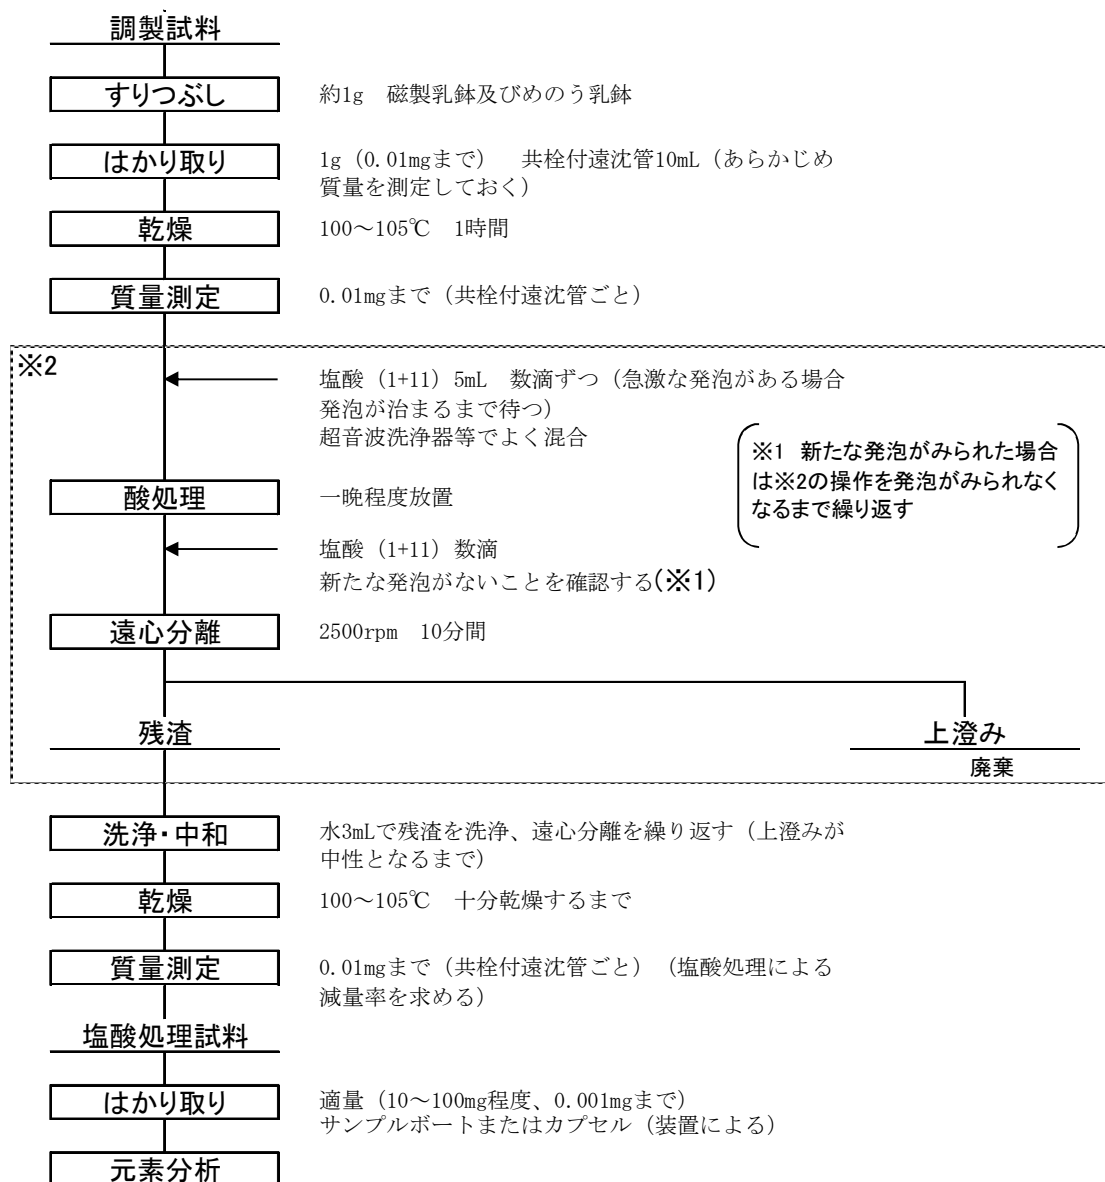 調製試料
すりつぶし
約1g 磁製乳鉢及びめのう乳鉢
はかり取り
1g（0.01mgまで） 共栓付遠沈管10mL（あらかじめ
質量を測定しておく）
乾燥
100～105℃ 1時間
質量測定
0.01mgまで（共栓付遠沈管ごと）
※2
塩酸（1+11）5mL 数滴ずつ（急激な発泡がある場合
発泡が治まるまで待つ）
超音波洗浄器等でよく混合
※1 新たな発泡がみられた場合
は※2の操作を発泡がみられなく
なるまで繰り返す
酸処理
一晩程度放置
塩酸（1+11）数滴
新たな発泡がないことを確認する(※1)
遠心分離
2500rpm 10分間
残渣
上澄み
廃棄
洗浄・中和
水3mLで残渣を洗浄、遠心分離を繰り返す（上澄みが
中性となるまで）
乾燥
100～105℃ 十分乾燥するまで
質量測定
0.01mgまで（共栓付遠沈管ごと）（塩酸処理による
減量率を求める）
塩酸処理試料
はかり取り
適量（10～100mg程度、0.001mgまで）
サンプルボートまたはカプセル（装置による）
元素分析